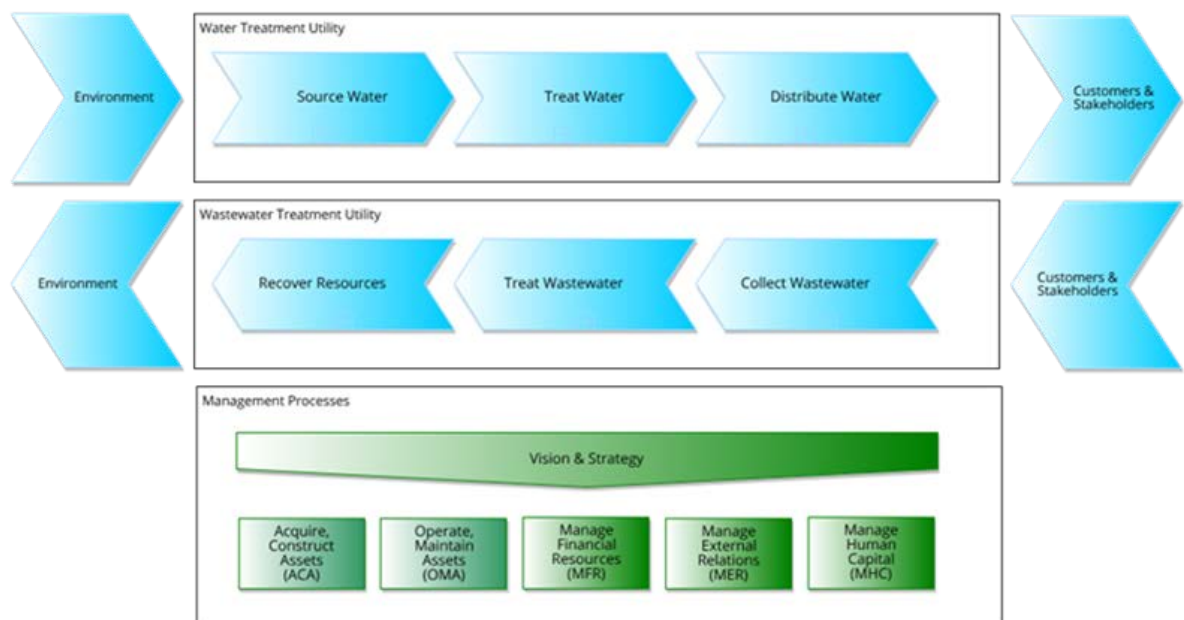 Water Treatment Utility
Environment
Source Water
Treat Water
Distribute Water
Customers &
Stakeholders
Wastewater Treatment Utility
Environment
Recover Resources
Treat Wastewater
Collect Wastewater
Customers &
Stakeholders
Management Processes
Vision & Strategy
Acquire,
Construct
Assets
(ACA)
Operate,
Maintain
Assets
(OMA)
Manage
Financial
Resources
(MFR)
Manage
External
Relations
(MER)
Manage
Human
Capital
(MHC)